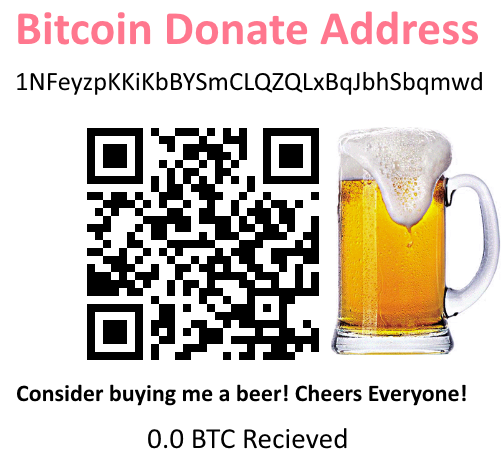 Bitcoin Donate Address
1NFeyzpKKiKbBYSmCLQZQLxBqJbhSbqmwd
Consider buying me a beer! Cheers Everyone!
0.0 BTC Recieved